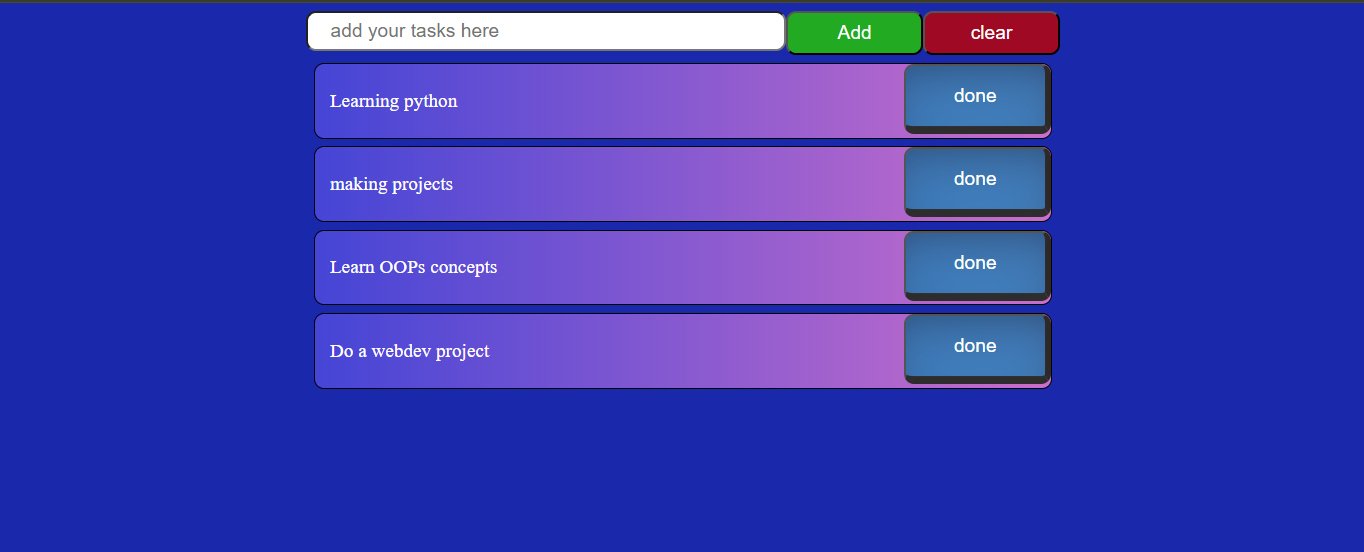 add your tasks here Add clear
Learning python done
making projects done
Learn OOPs concepts done
Do a webdev project done